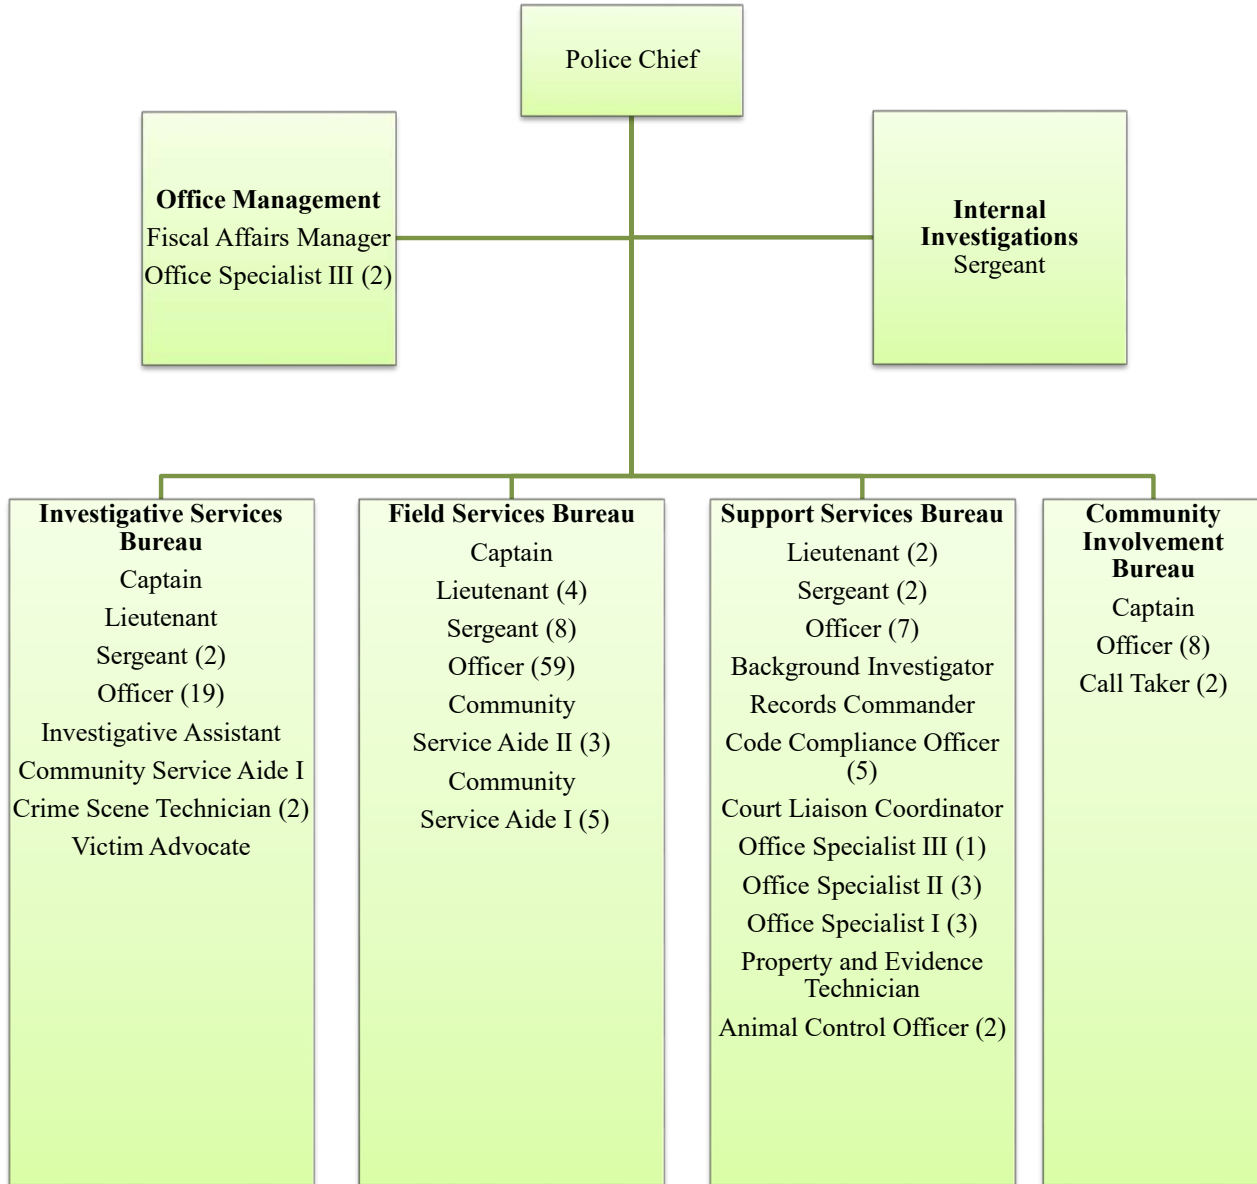 Police Chief
Office Management
Fiscal Affairs Manager
Office Specialist III (2)
Internal
Investigations
Sergeant
Investigative Services
Bureau
Captain
Lieutenant
Sergeant (2)
Officer (19)
Investigative Assistant
Community Service Aide I
Crime Scene Technician (2)
Victim Advocate
Field Services Bureau
Captain
Lieutenant (4)
Sergeant (8)
Officer (59)
Community
Service Aide II (3)
Community
Service Aide I (5)
Support Services Bureau
Lieutenant (2)
Sergeant (2)
Officer (7)
Background Investigator
Records Commander
Code Compliance Officer
(5)
Court Liaison Coordinator
Office Specialist III (1)
Office Specialist II (3)
Office Specialist I (3)
Property and Evidence
Technician
Animal Control Officer (2)
Community
Involvement
Bureau
Captain
Officer (8)
Call Taker (2)